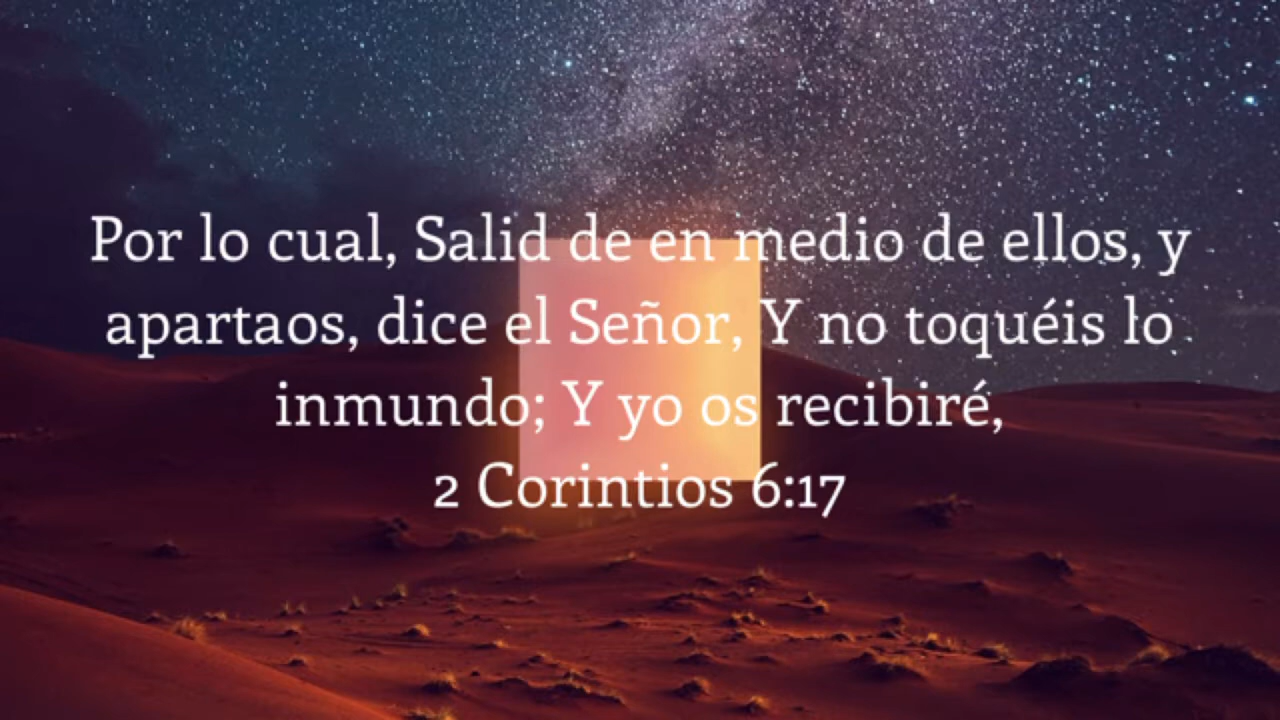 Por lo cual, Salid de en medio de ellos, y
apartaos, dice el Señor, Y no toquéis lo
inmundo; Y yo os recibiré,
2 Corintios 6:17